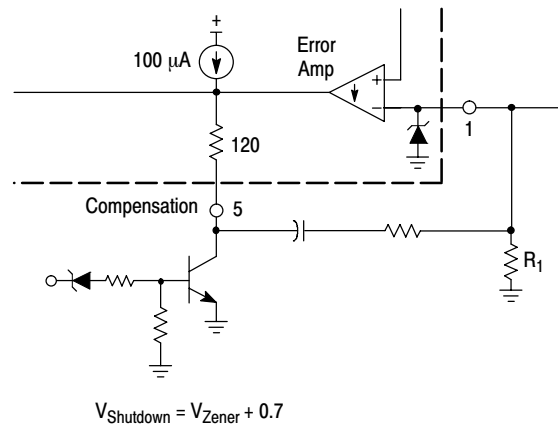 +
100 μA
Error
Amp
+
−
1
120
Compensation
5
R1
VShutdown = VZener + 0.7